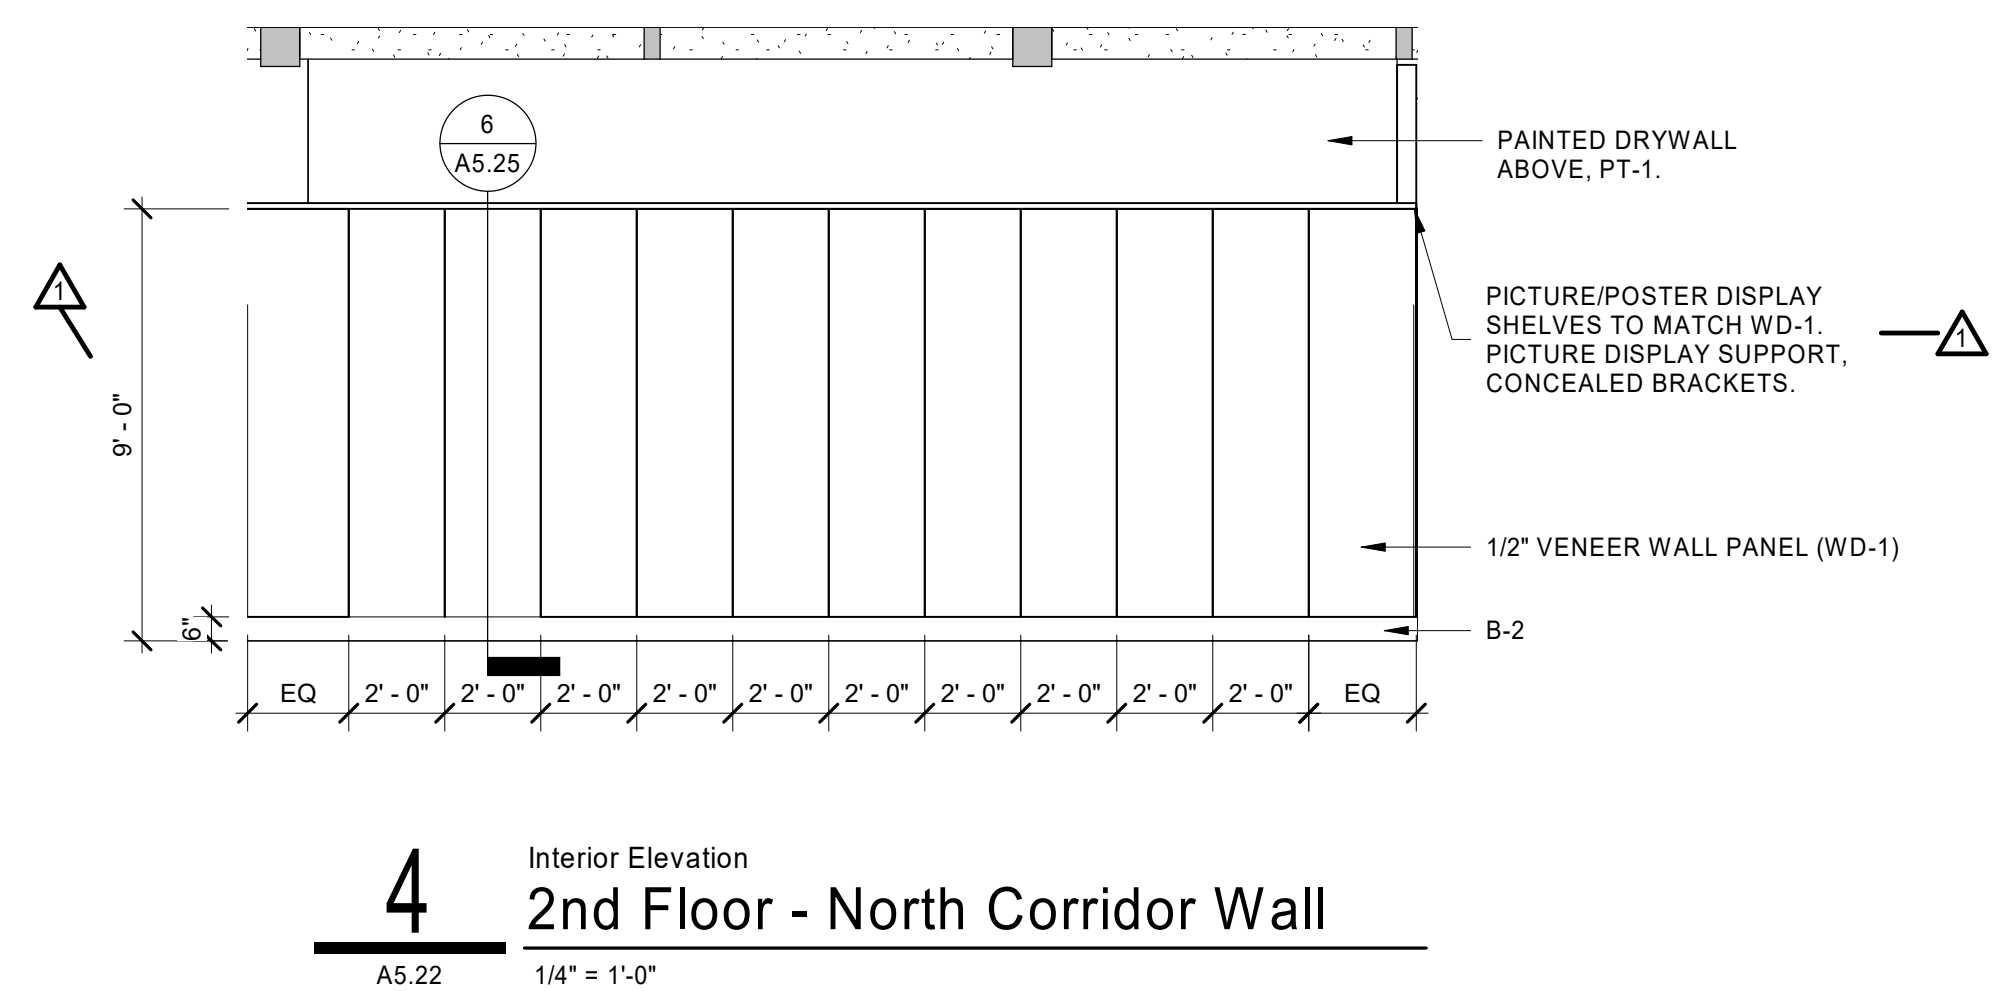 6
A5.25
PAINTED DRYWALL
ABOVE, PT-1.
1
PICTURE/POSTER DISPLAY
SHELVES TO MATCH WD-1.
PICTURE DISPLAY SUPPORT,
CONCEALED BRACKETS.
1
9' - 0"
1/2" VENEER WALL PANEL (WD-1)
6"
B-2
EQ 2' - 0" 2' - 0" 2' - 0" 2' - 0" 2' - 0" 2' - 0" 2' - 0" 2' - 0" 2' - 0" 2' - 0" EQ
4
Interior Elevation
2nd Floor - North Corridor Wall
A5.22
1/4" = 1'-0"